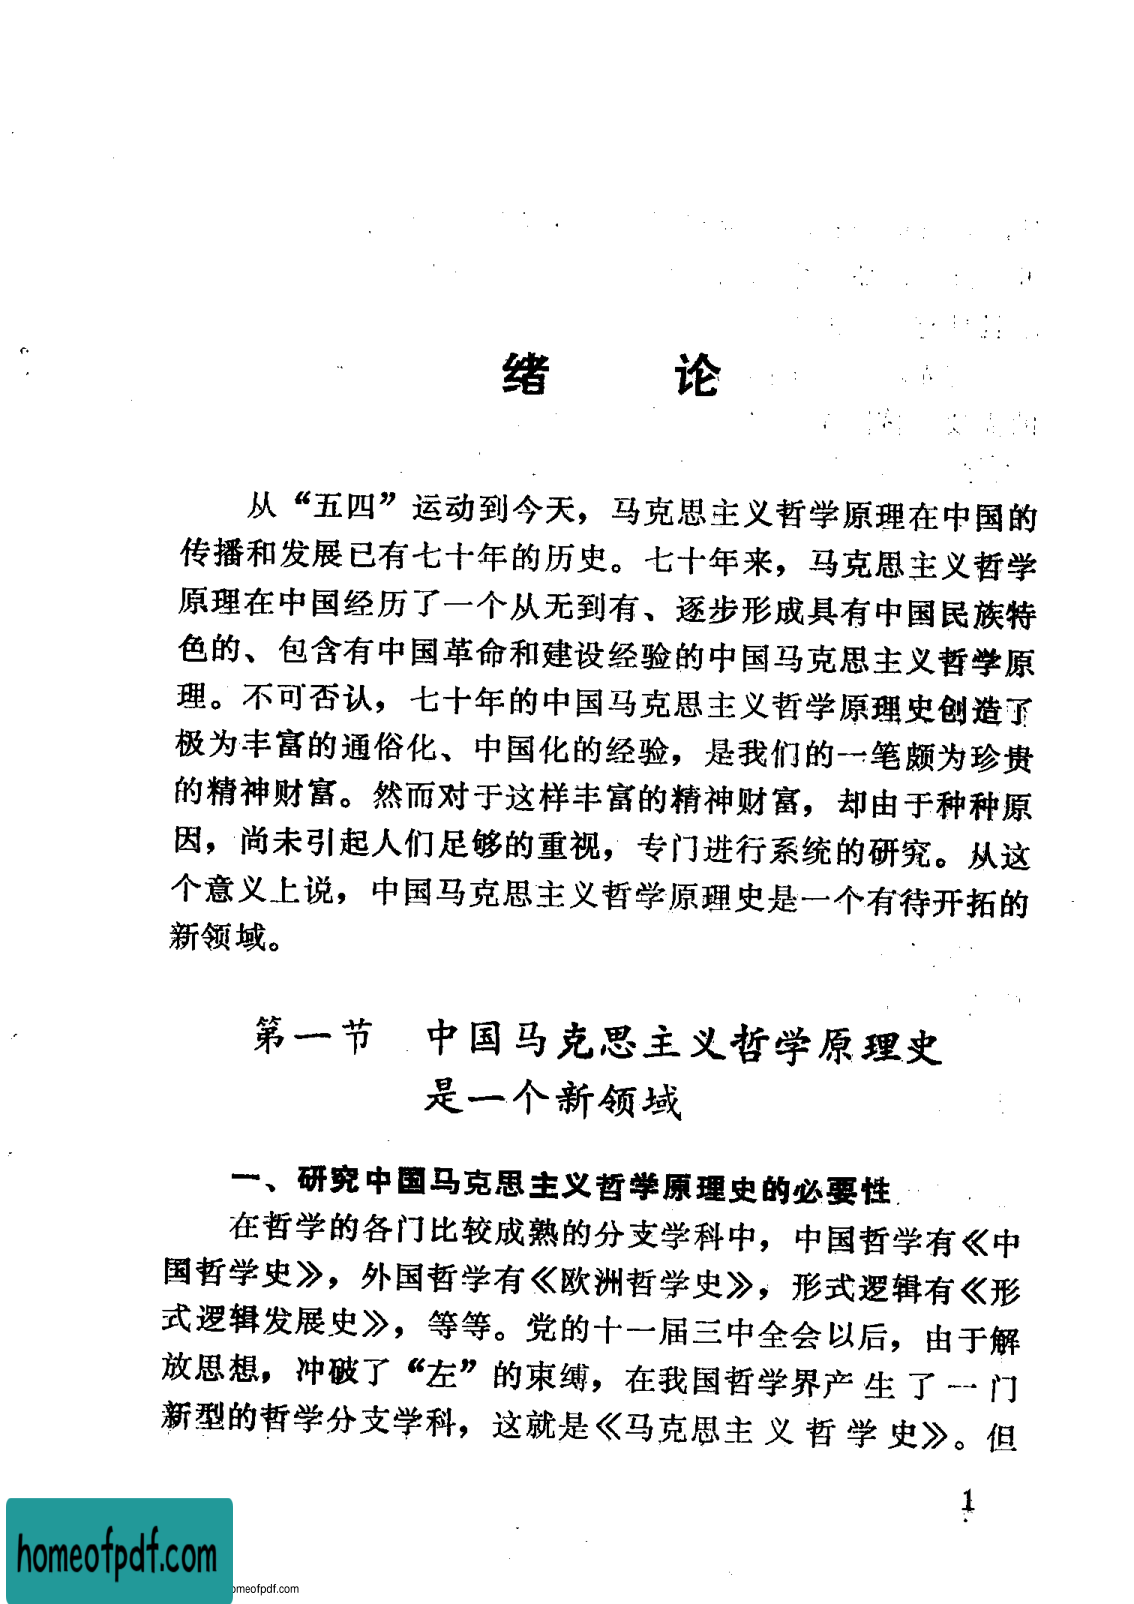 绪 论
从“五四”运动到今天，马克思主义哲学原理在中国的
传播和发展已有七十年的历史。七十年来，马克思主义哲学
原理在中国经历了一个从无到有、逐步形成具有中国民族特
色的、包含有中国革命和建设经验的中国马克思主义哲学原
理。不可否认，七十年的中国马克思主义哲学原理史创造了
极为丰富的通俗化、中国化的经验，是我们的一笔颇为珍贵
的精神财富。然而对于这样丰富的精神财富，却由于种种原
因，尚未引起人们足够的重视，专门进行系统的研究。从这
个意义上说，中国马克思主义哲学原理史是一个有待开拓的
新领域。
第一节 中国马克思主义哲学原理史
是一个新领域
一、研究中国马克思主义哲学原理史的必要性
在哲学的各门比较成熟的分支学科中，中国哲学有《中
国哲学史》，外国哲学有《欧洲哲学史》，形式逻辑有《形
式逻辑发展史》，等等。党的十一届三中全会以后，由于解
放思想，冲破了“左”的束缚，在我国哲学界产生了一门
新型的哲学分支学科，这就是《马克思主义哲学史》。但
1
homeofpdf.com
omeofpdf.com